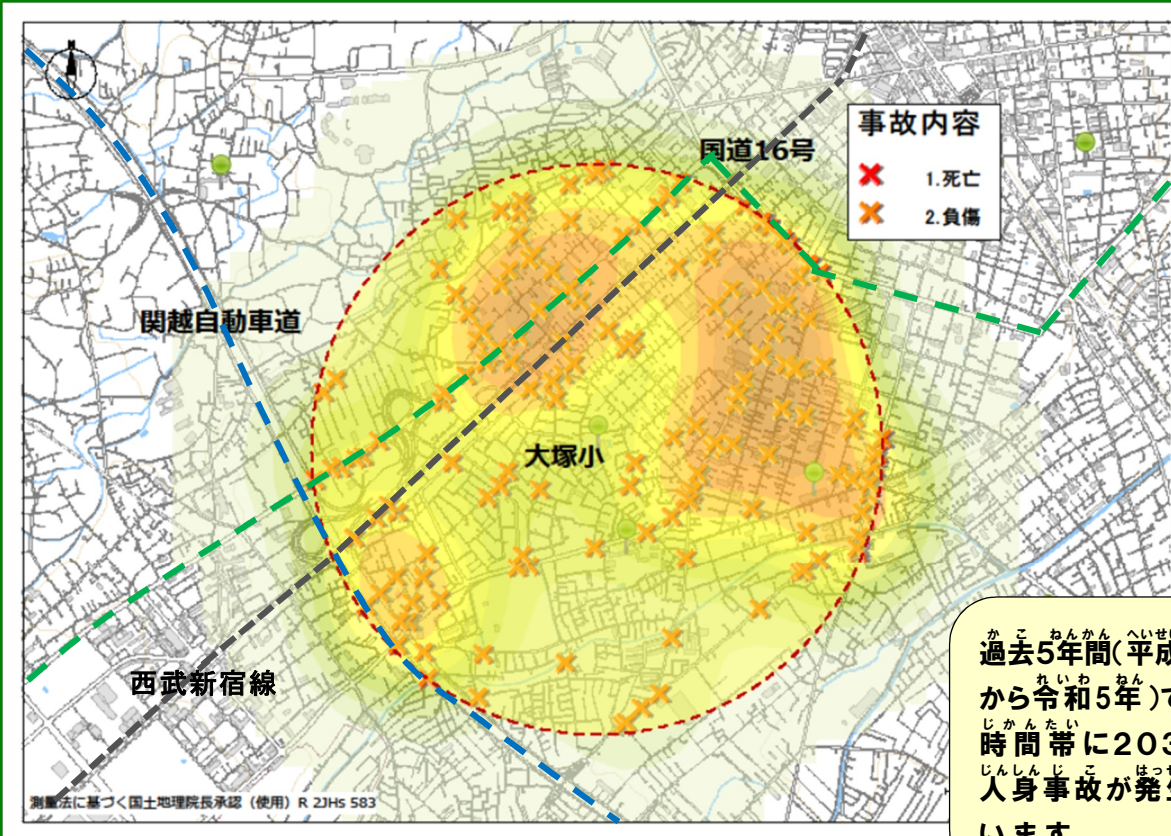 N
国道16号
事故内容
1.死亡
2.負傷
関越自動車道
大塚小
西武新宿線
測量法に基づく国土地理院長承認（使用）R 2JHs 583
過去5年間(平成
から令和5年)で
時間帯に203
人身事故が発生
います